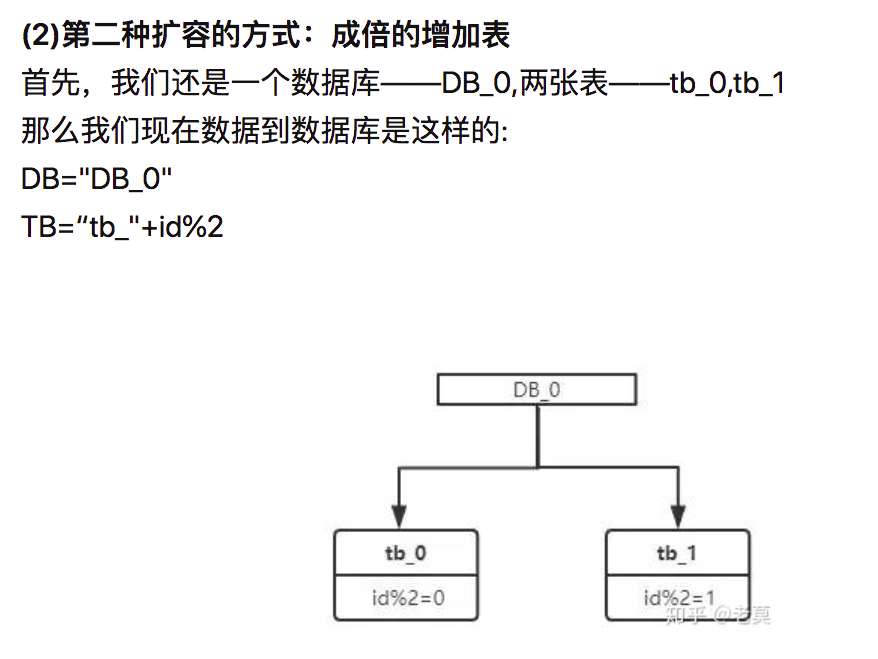 (2)第二种扩容的方式：成倍的增加表
首先，我们还是一个数据库——DB_0,两张表——tb_0,tb_1
那么我们现在数据到数据库是这样的:
DB="DB_0"
TB=“tb_"+id%2
DB_0
tb_0
tb_1
id%2=0
id%2=1
知乎 @老莫